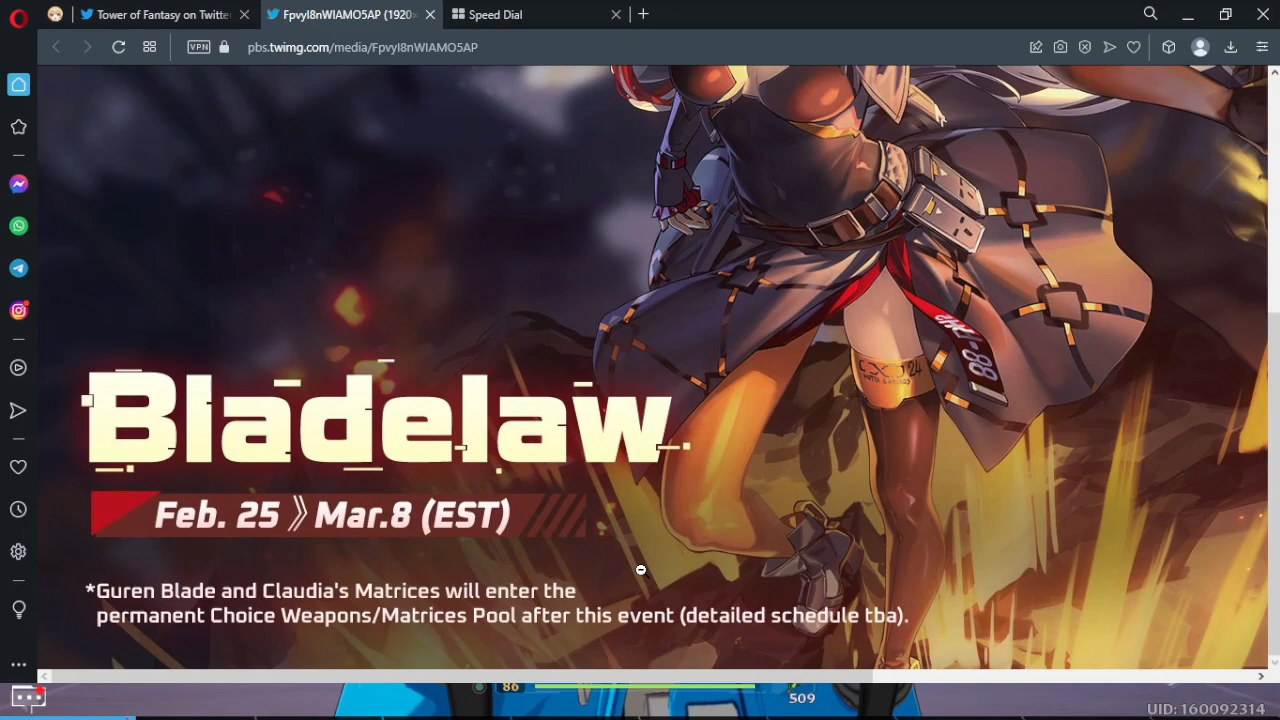 Tower of Fantasy on Twitte
FpvyI8nWIAMO5AP (1920×
Speed Dial
VPN
pbs.twimg.com/media/FpvyI8nWIAMO5AP
88
Bladelaw
Feb. 25 》 Mar.8 (EST)
*Guren Blade and Claudia's Matrices will enter the
permanent Choice Weapons/Matrices Pool after this event (detailed schedule tba).
86
509
UID: 160092314